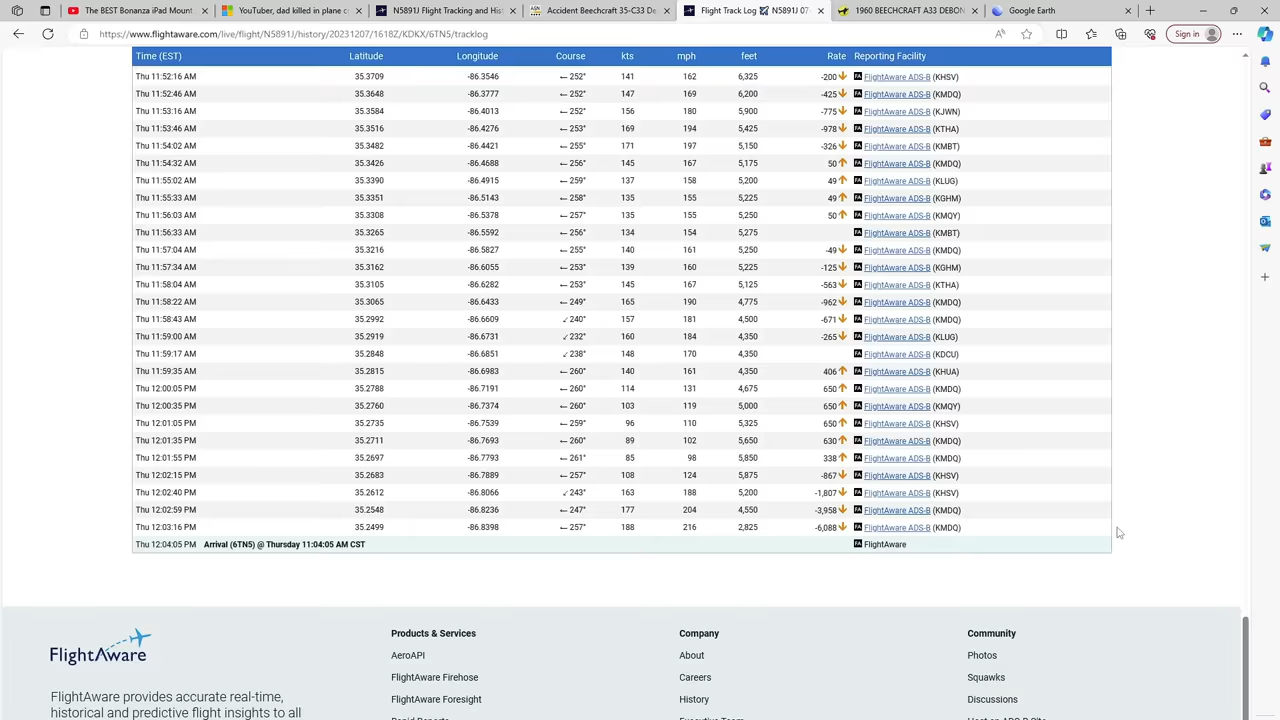 The BEST Bonanza iPad Mount
YouTuber, dad killed in plane c
N5891J Flight Tracking and His
Accident Beechcraft 35-C33 De
Flight Track Log N5891J 07
1960 BEECHCRAFT A33 DEBON
Google Earth
https://www.flightaware.com/live/flight/N5891J/history/20231207/1618Z/KDKX/6TN5/tracklog
Sign in
Time (EST) Latitude Longitude Course kts mph feet Rate Reporting Facility
Thu 11:52:16 AM 35.3709 -86.3546 ← 252° 141 162 6,325 -200 FlightAware ADS-B (KHSV)
Thu 11:52:46 AM 35.3648 -86.3777 ← 252° 147 169 6,200 -425 FlightAware ADS-B (KMDQ)
Thu 11:53:16 AM 35.3584 -86.4013 ← 252° 156 180 5,900 -775 FlightAware ADS-B (KJWN)
Thu 11:53:46 AM 35.3516 -86.4276 ← 253° 169 194 5,425 -978 FlightAware ADS-B (KTHA)
Thu 11:54:02 AM 35.3482 -86.4421 ← 255° 171 197 5,150 -326 FlightAware ADS-B (KMBT)
Thu 11:54:32 AM 35.3426 -86.4688 ← 256° 145 167 5,175 50 FlightAware ADS-B (KMDQ)
Thu 11:55:02 AM 35.3390 -86.4915 ← 259° 137 158 5,200 49 FlightAware ADS-B (KLUG)
Thu 11:55:33 AM 35.3351 -86.5143 ← 258° 135 155 5,225 49 FlightAware ADS-B (KGHM)
Thu 11:56:03 AM 35.3308 -86.5378 ← 257° 135 155 5,250 50 FlightAware ADS-B (KMQY)
Thu 11:56:33 AM 35.3265 -86.5592 ← 256° 134 154 5,275 FlightAware ADS-B (KMBT)
Thu 11:57:04 AM 35.3216 -86.5827 ← 255° 140 161 5,250 -49 FlightAware ADS-B (KMDQ)
Thu 11:57:34 AM 35.3162 -86.6055 ← 253° 139 160 5,225 -125 FlightAware ADS-B (KGHM)
Thu 11:58:04 AM 35.3105 -86.6282 ← 253° 145 167 5,125 -563 FlightAware ADS-B (KTHA)
Thu 11:58:22 AM 35.3065 -86.6433 ← 249° 165 190 4,775 -962 FlightAware ADS-B (KMDQ)
Thu 11:58:43 AM 35.2992 -86.6609 ↙ 240° 157 181 4,500 -671 FlightAware ADS-B (KMDQ)
Thu 11:59:00 AM 35.2919 -86.6731 ↙ 232° 160 184 4,350 -265 FlightAware ADS-B (KLUG)
Thu 11:59:17 AM 35.2848 -86.6851 ↙ 238° 148 170 4,350 FlightAware ADS-B (KDCU)
Thu 11:59:35 AM 35.2815 -86.6983 ← 260° 140 161 4,350 406 FlightAware ADS-B (KHUA)
Thu 12:00:05 PM 35.2788 -86.7191 ← 260° 114 131 4,675 650 FlightAware ADS-B (KMDQ)
Thu 12:00:35 PM 35.2760 -86.7374 ← 260° 103 119 5,000 650 FlightAware ADS-B (KMQY)
Thu 12:01:05 PM 35.2735 -86.7539 ← 259° 96 110 5,325 650 FlightAware ADS-B (KHSV)
Thu 12:01:35 PM 35.2711 -86.7693 ← 260° 89 102 5,650 630 FlightAware ADS-B (KMDQ)
Thu 12:01:55 PM 35.2697 -86.7793 ← 261° 85 98 5,850 338 FlightAware ADS-B (KMDQ)
Thu 12:02:15 PM 35.2683 -86.7889 ← 257° 108 124 5,875 -867 FlightAware ADS-B (KHSV)
Thu 12:02:40 PM 35.2612 -86.8066 ↙ 243° 163 188 5,200 -1,807 FlightAware ADS-B (KHSV)
Thu 12:02:59 PM 35.2548 -86.8236 ← 247° 177 204 4,550 -3,958 FlightAware ADS-B (KMDQ)
Thu 12:03:16 PM 35.2499 -86.8398 ← 257° 188 216 2,825 -6,088 FlightAware ADS-B (KMDQ)
Thu 12:04:05 PM Arrival (6TN5) @ Thursday 11:04:05 AM CST FlightAware
FlightAware
FlightAware provides accurate real-time,
historical and predictive flight insights to all
Products & Services
AeroAPI
FlightAware Firehose
FlightAware Foresight
Rapid Reports
Company
About
Careers
History
Executive Team
Community
Photos
Squawks
Discussions
Host an ADS-B Site